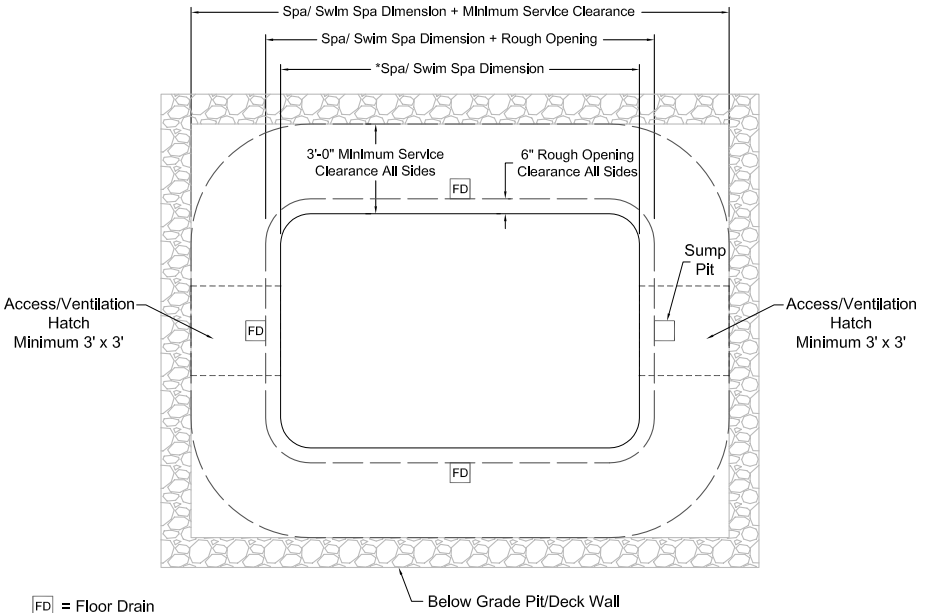 Spa/ Swim Spa Dimension + Minimum Service Clearance
Spa/ Swim Spa Dimension + Rough Opening
*Spa/ Swim Spa Dimension
3'-0" Minimum Service
Clearance All Sides
6" Rough Opening
Clearance All Sides
FD
Sump
Pit
Access/Ventilation
Hatch
Minimum 3' x 3'
FD
Access/Ventilation
Hatch
Minimum 3' x 3'
FD
FD = Floor Drain
Below Grade Pit/Deck Wall